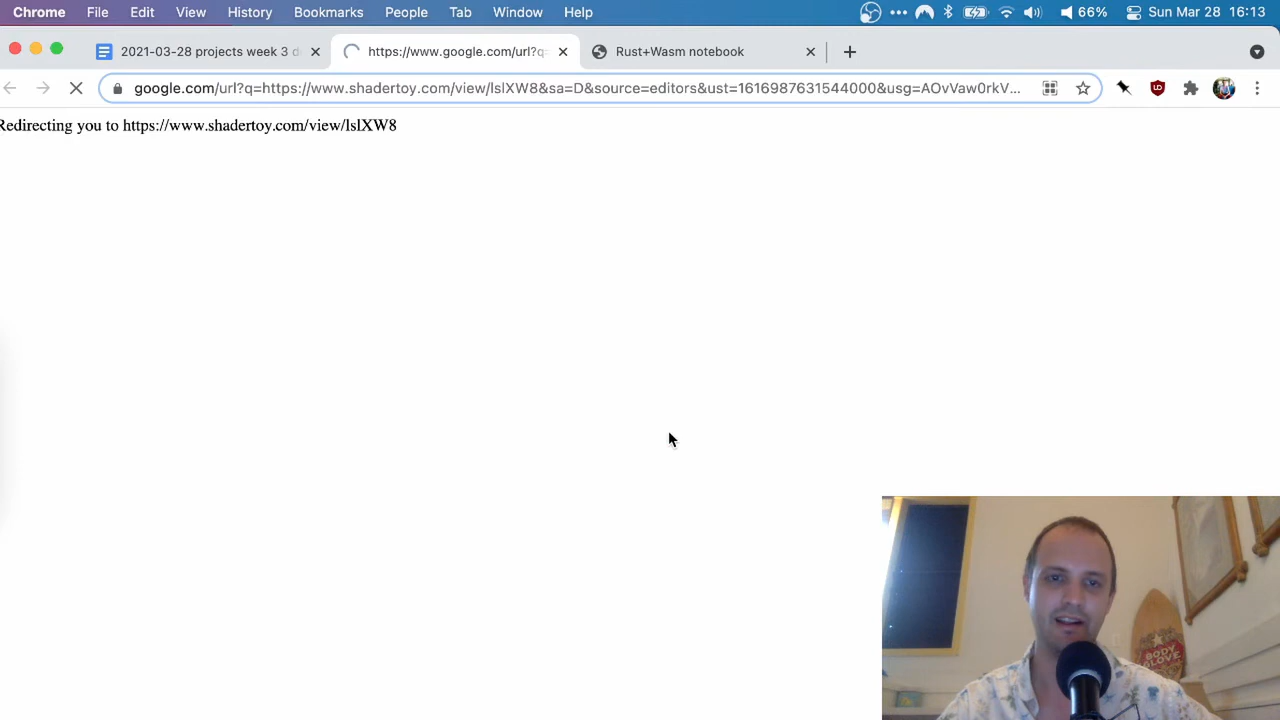 Chrome File Edit View History Bookmarks People Tab Window Help 66% Sun Mar 28 16:13
2021-03-28 projects week 3 d https://www.google.com/url?q= Rust+Wasm notebook
google.com/url?q=https://www.shadertoy.com/view/lslXW8&sa=D&source=editors&ust=1616987631544000&usg=AOvVaw0rkV...
Redirecting you to https://www.shadertoy.com/view/lslXW8
BODY
GLOVE